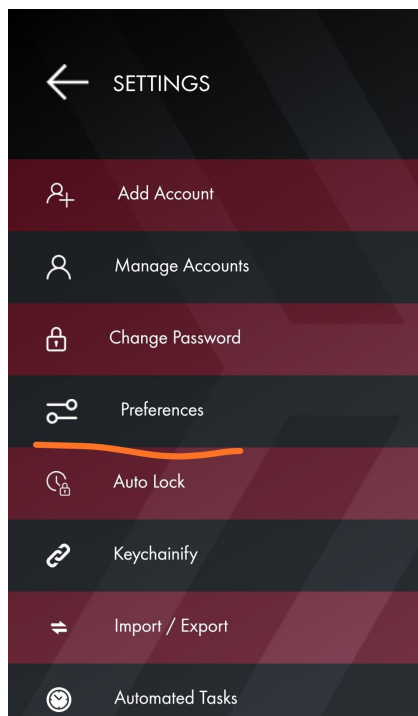 SETTINGS
Add Account
Manage Accounts
Change Password
Preferences
Auto Lock
Keychainify
Import / Export
Automated Tasks